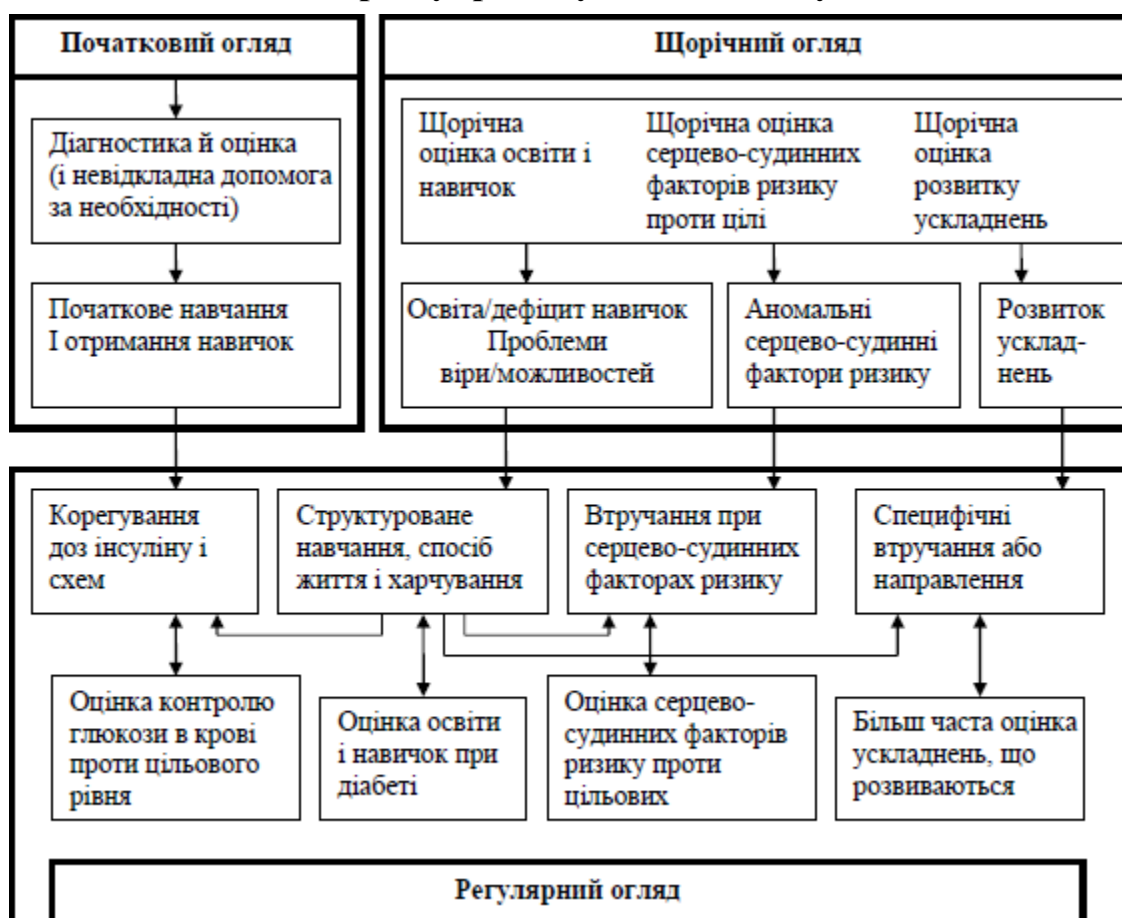 Початковий огляд
Щорічний огляд
Діагностика й оцінка
(і невідкладна допомога
за необхідності)
Початкове навчання
І отримання навичок
Щорічна
оцінка освіти і
навичок
Щорічна оцінка
серцево-судинних
факторів ризику
проти цілі
Щорічна
оцінка
розвитку
ускладнень
Освіта/дефіцит навичок
Проблеми
віри/можливостей
Аномальні
серцево-судинні
фактори ризику
Розвиток
усклад-
нень
Корегування
доз інсуліну і
схем
Структуроване
навчання, спосіб
життя і харчування
Втручання при
серцево-судинних
факторах ризику
Специфічні
втручання або
направлення
Оцінка контролю
глюкози в крові
проти цільового
рівня
Оцінка освіти
і навичок при
діабеті
Оцінка серцево-
судинних факторів
ризику проти
цільових
Більш часта оцінка
ускладнень, що
розвиваються
Регулярний огляд